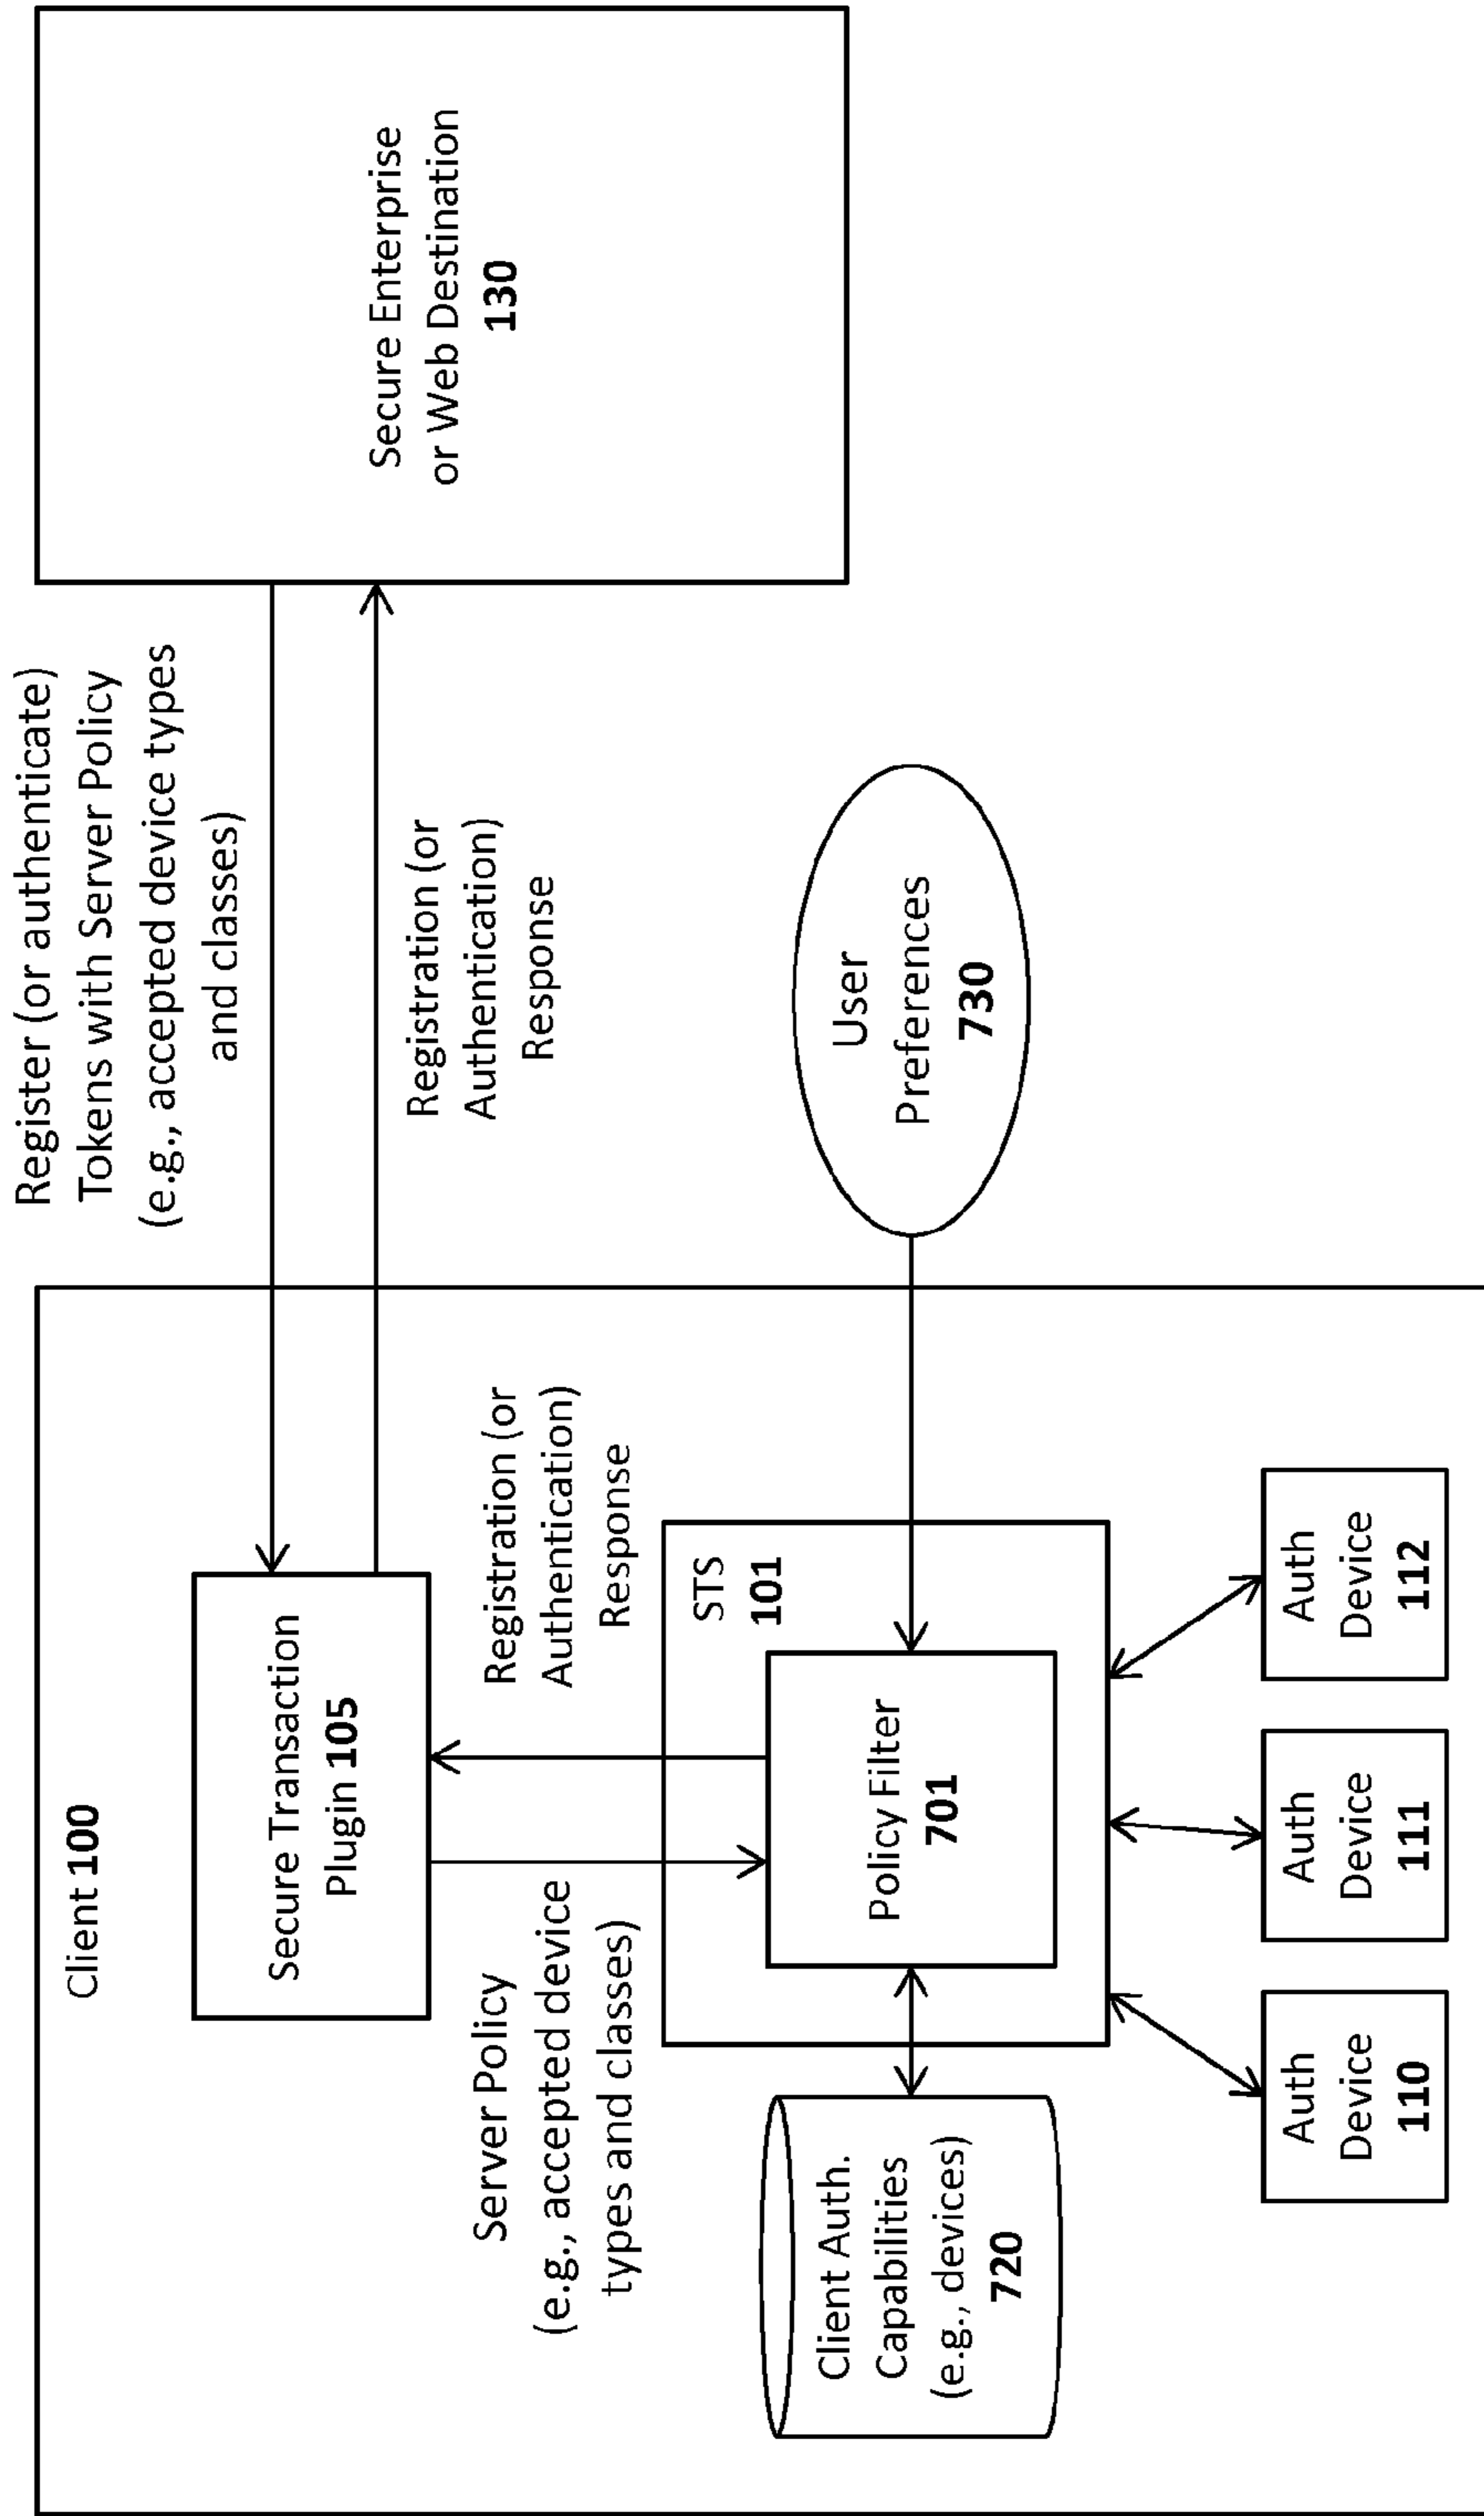 Client 100
Secure Transaction
Plugin 105
Register (or authenticate)
Tokens with Server Policy
(e.g., accepted device types
and classes)
Registration (or
Authentication)
Response
Secure Enterprise
or Web Destination
130
Server Policy
(e.g., accepted device
types and classes)
Registration (or
Authentication)
Response
STS
101
Policy Filter
701
Client Auth.
Capabilities
(e.g., devices)
720
User
Preferences
730
Auth
Device
110
Auth
Device
111
Auth
Device
112